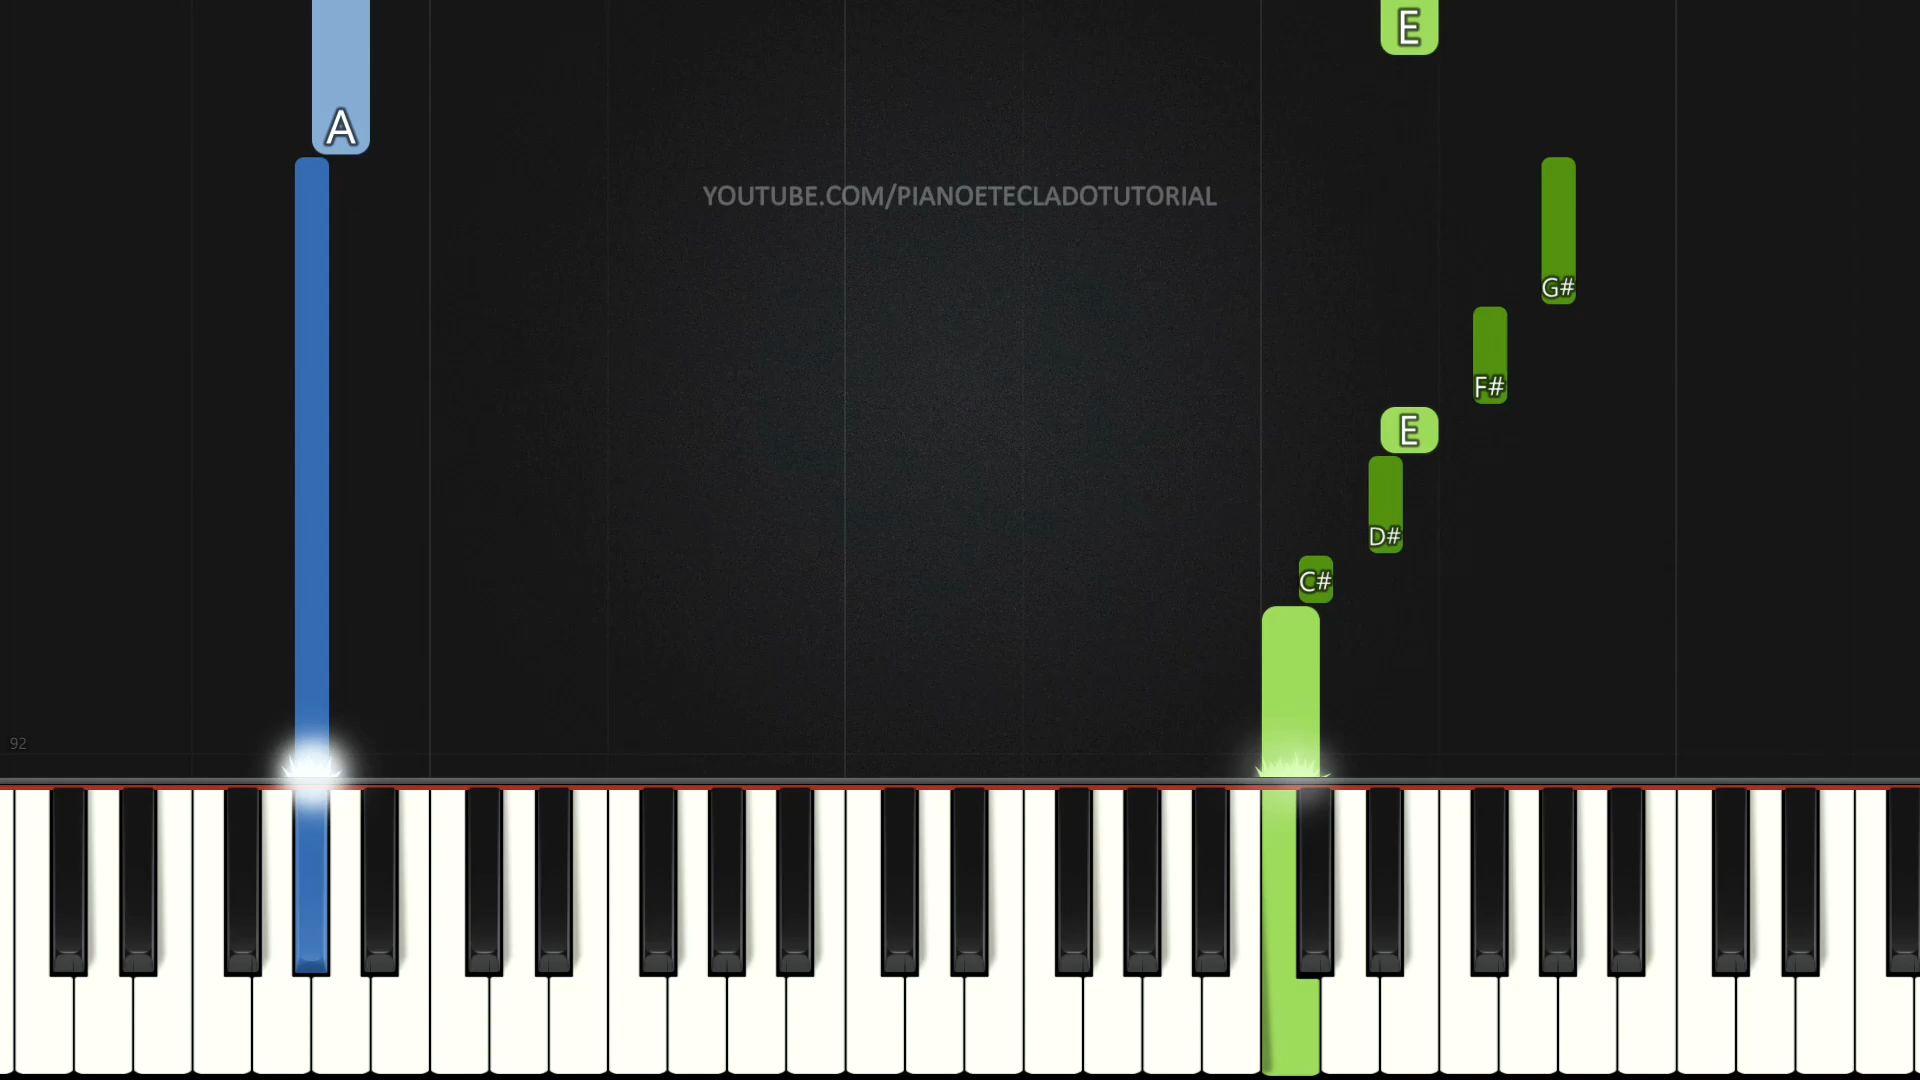 E
A
YOUTUBE.COM/PIANOETECLADOTUTORIAL
G#
F#
E
D#
C#
92